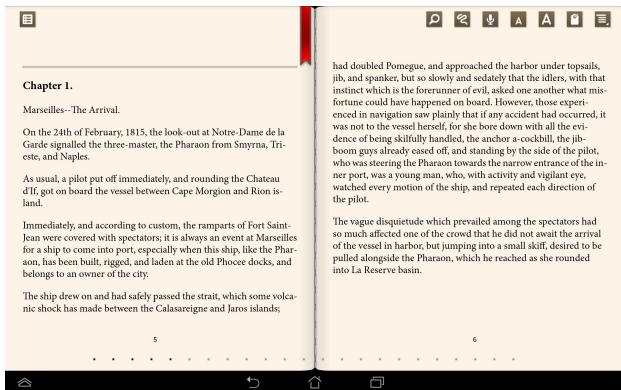 Chapter 1.
Marseilles--The Arrival.
On the 24th of February, 1815, the look-out at Notre-Dame de la
Garde signalled the three-master, the Pharaon from Smyrna, Tri-
este, and Naples.
As usual, a pilot put off immediately, and rounding the Chateau
d'If, got on board the vessel between Cape Morgion and Rion is-
land.
Immediately, and according to custom, the ramparts of Fort Saint-
Jean were covered with spectators; it is always an event at Marseilles
for a ship to come into port, especially when this ship, like the Phar-
aon, has been built, rigged, and laden at the old Phocee docks, and
belongs to an owner of the city.
The ship drew on and had safely passed the strait, which some volca-
nic shock has made between the Calasareigne and Jaros islands;
5
A A
had doubled Pomegue, and approached the harbor under topsails,
jib, and spanker, but so slowly and sedately that the idlers, with that
instinct which is the forerunner of evil, asked one another what mis-
fortune could have happened on board. However, those experi-
enced in navigation saw plainly that if any accident had occurred, it
was not to the vessel herself, for she bore down with all the evi-
dence of being skilfully handled, the anchor a-cockbill, the jib-
boom guys already eased off, and standing by the side of the pilot,
who was steering the Pharaon towards the narrow entrance of the in-
ner port, was a young man, who, with activity and vigilant eye,
watched every motion of the ship, and repeated each direction of
the pilot.
The vague disquietude which prevailed among the spectators had
so much affected one of the crowd that he did not await the arrival
of the vessel in harbor, but jumping into a small skiff, desired to be
pulled alongside the Pharaon, which he reached as she rounded
into La Reserve basin.
6